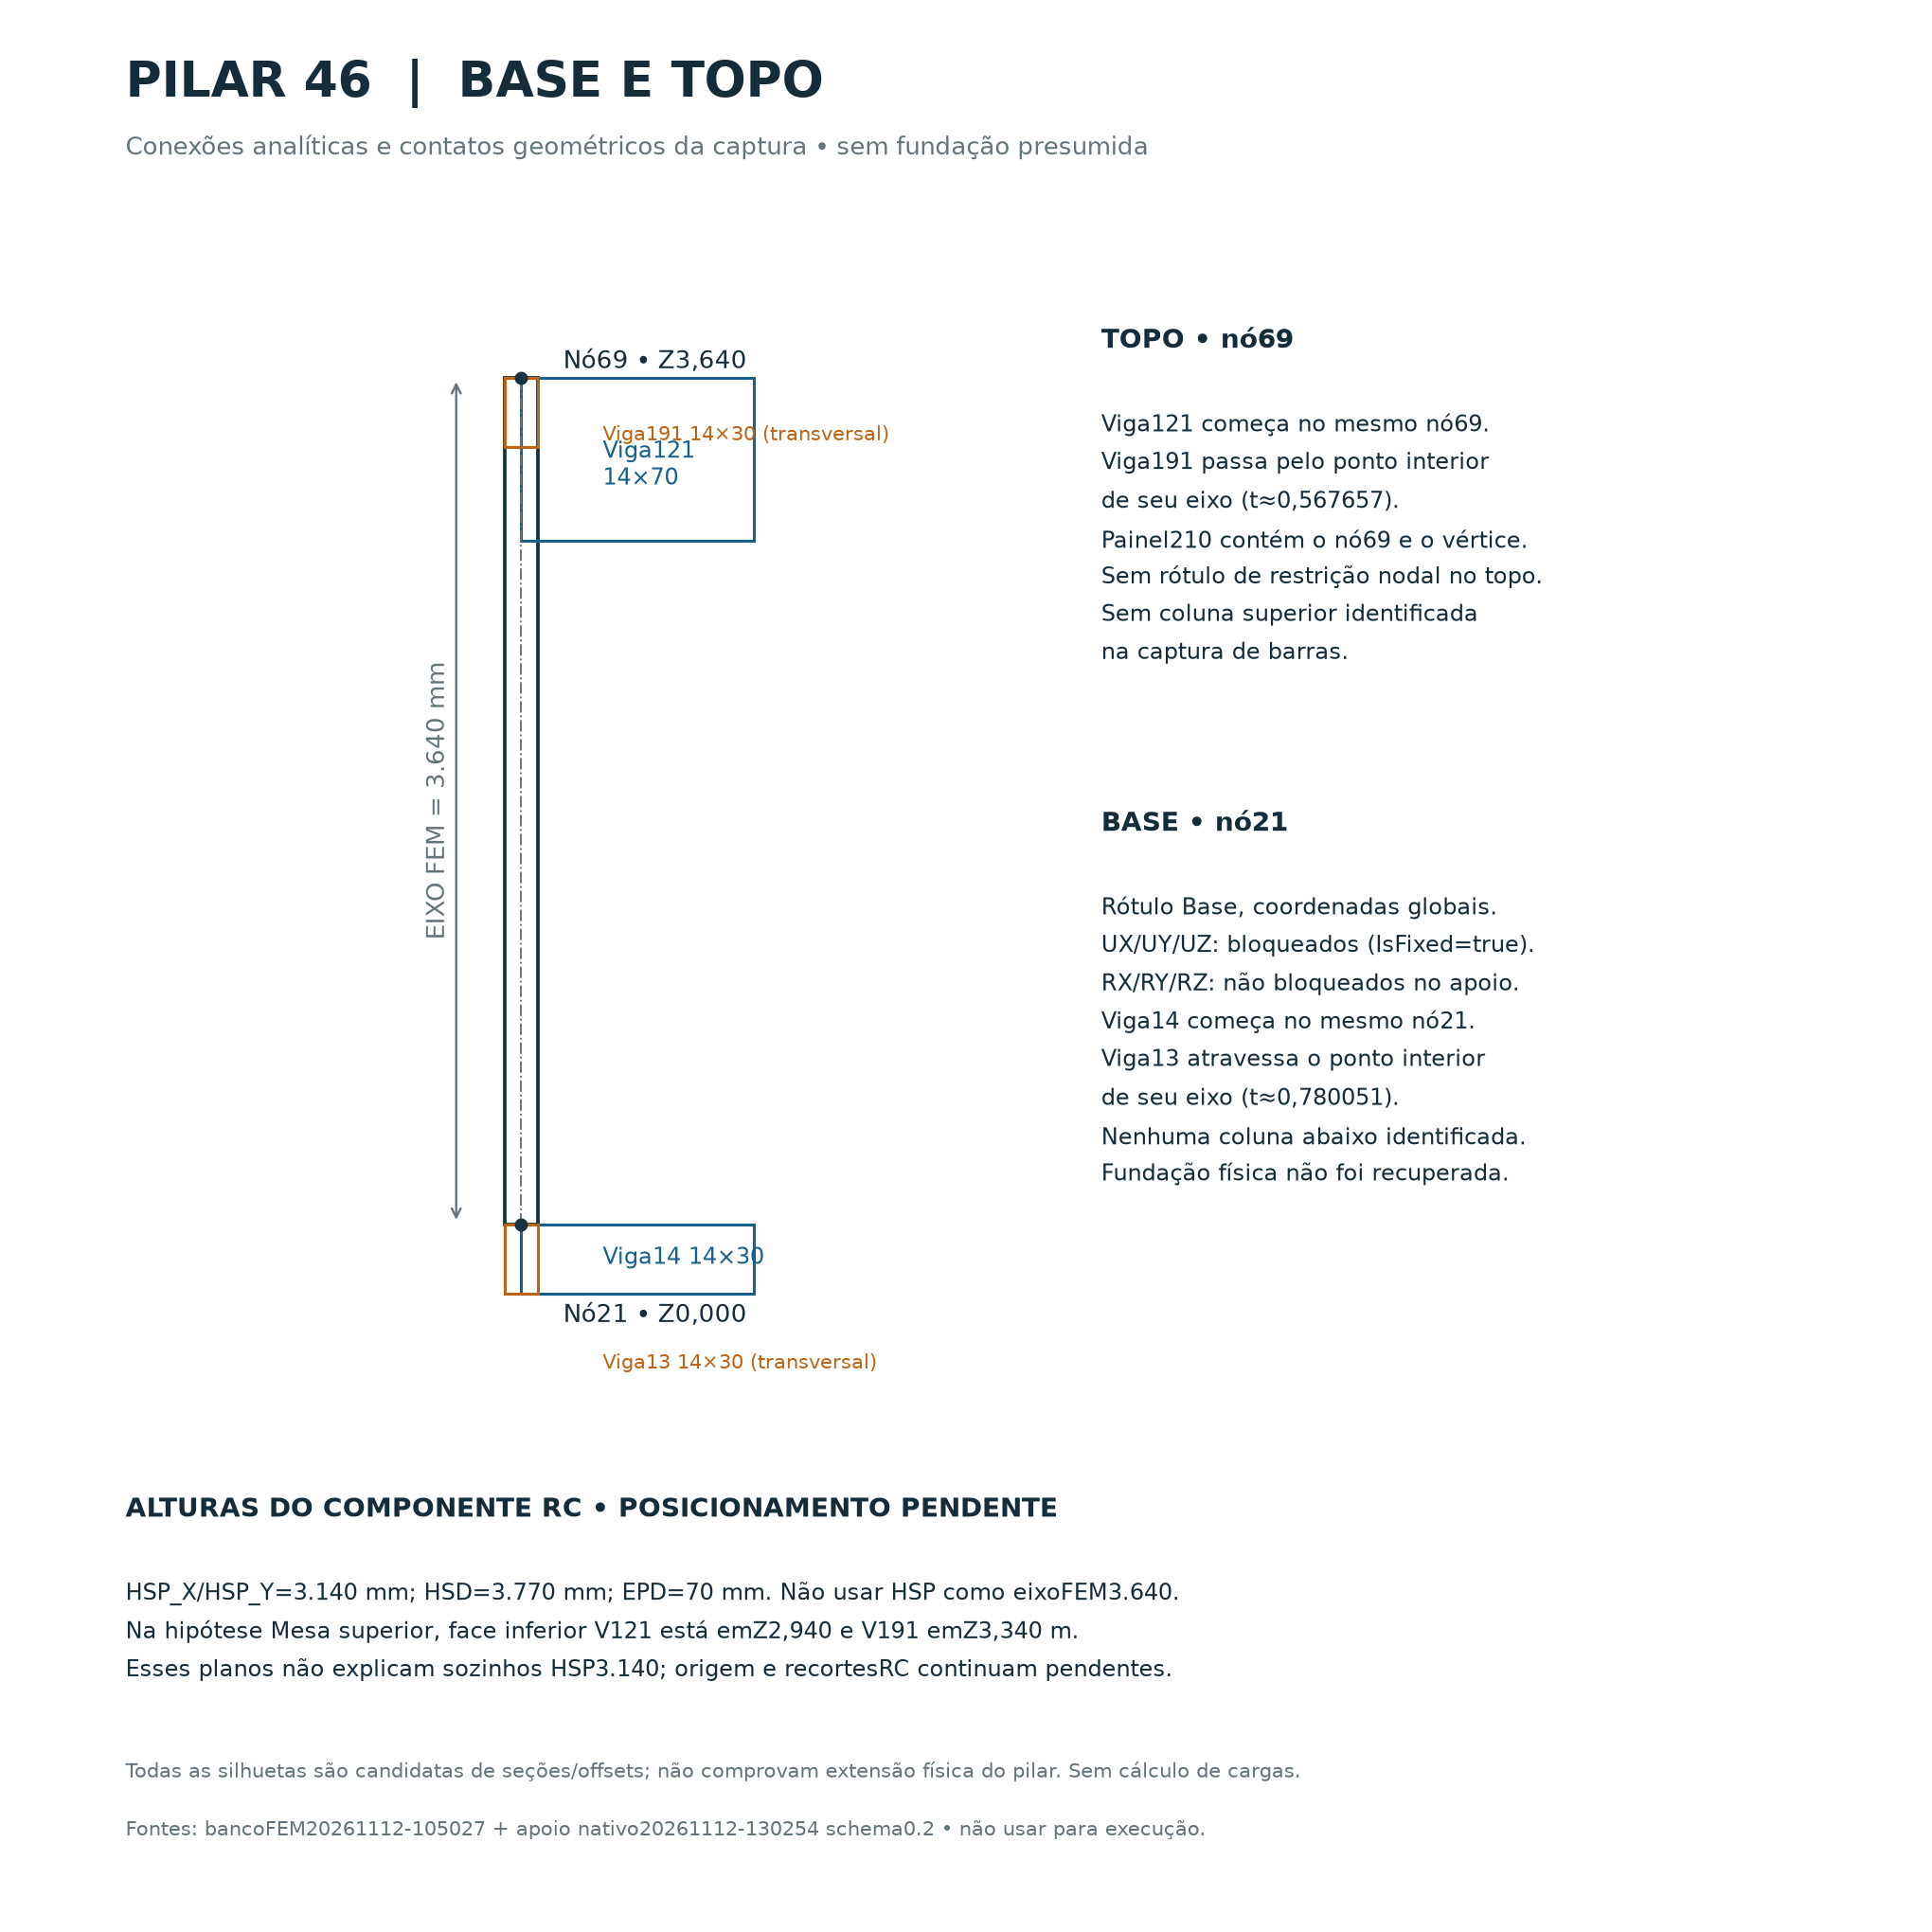 PILAR 46 | BASE E TOPO
Conexões analíticas e contatos geométricos da captura • sem fundação presumida
Nó69 • Z3,640
Viga191 14×30 (transversal)
Viga121
14×70
EIXO FEM = 3.640 mm
Viga14 14×30
Nó21 • Z0,000
Viga13 14×30 (transversal)
TOPO • nó69
Viga121 começa no mesmo nó69.
Viga191 passa pelo ponto interior
de seu eixo (t≈0,567657).
Painel210 contém o nó69 e o vértice.
Sem rótulo de restrição nodal no topo.
Sem coluna superior identificada
na captura de barras.
BASE • nó21
Rótulo Base, coordenadas globais.
UX/UY/UZ: bloqueados (IsFixed=true).
RX/RY/RZ: não bloqueados no apoio.
Viga14 começa no mesmo nó21.
Viga13 atravessa o ponto interior
de seu eixo (t≈0,780051).
Nenhuma coluna abaixo identificada.
Fundação física não foi recuperada.
ALTURAS DO COMPONENTE RC • POSICIONAMENTO PENDENTE
HSP_X/HSP_Y=3.140 mm; HSD=3.770 mm; EPD=70 mm. Não usar HSP como eixoFEM3.640.
Na hipótese Mesa superior, face inferior V121 está emZ2,940 e V191 emZ3,340 m.
Esses planos não explicam sozinhos HSP3.140; origem e recortesRC continuam pendentes.
Todas as silhuetas são candidatas de seções/offsets; não comprovam extensão física do pilar. Sem cálculo de cargas.
Fontes: bancoFEM20261112-105027 + apoio nativo20261112-130254 schema0.2 • não usar para execução.